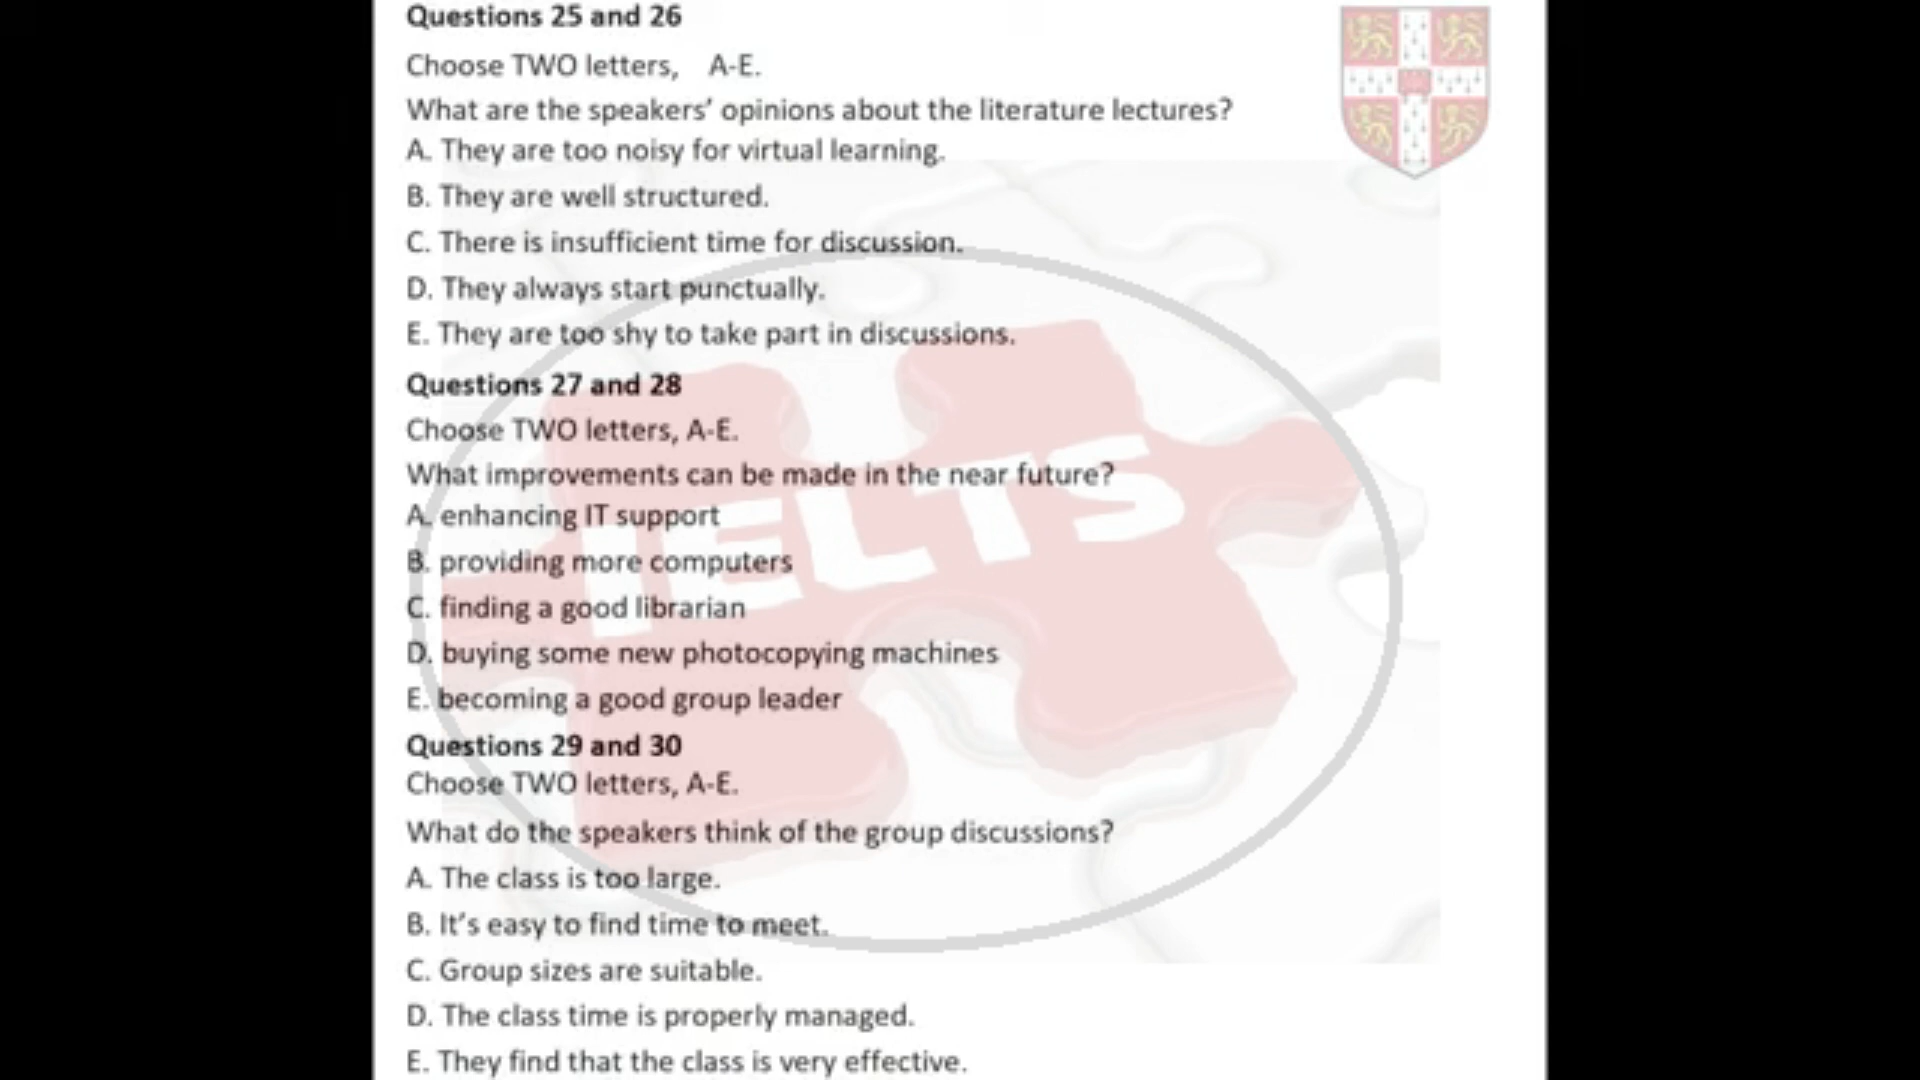 Questions 25 and 26
Choose TWO letters, A-E.
What are the speakers' opinions about the literature lectures?
A. They are too noisy for virtual learning.
B. They are well structured.
C. There is insufficient time for discussion.
D. They always start punctually.
E. They are too shy to take part in discussions.
Questions 27 and 28
Choose TWO letters, A-E.
What improvements can be made in the near future?
A. enhancing IT support
B. providing more computers
C. finding a good librarian
D. buying some new photocopying machines
E. becoming a good group leader
Questions 29 and 30
Choose TWO letters, A-E.
What do the speakers think of the group discussions?
A. The class is too large.
B. It's easy to find time to meet.
C. Group sizes are suitable.
D. The class time is properly managed.
E. They find that the class is very effective.
IELTS